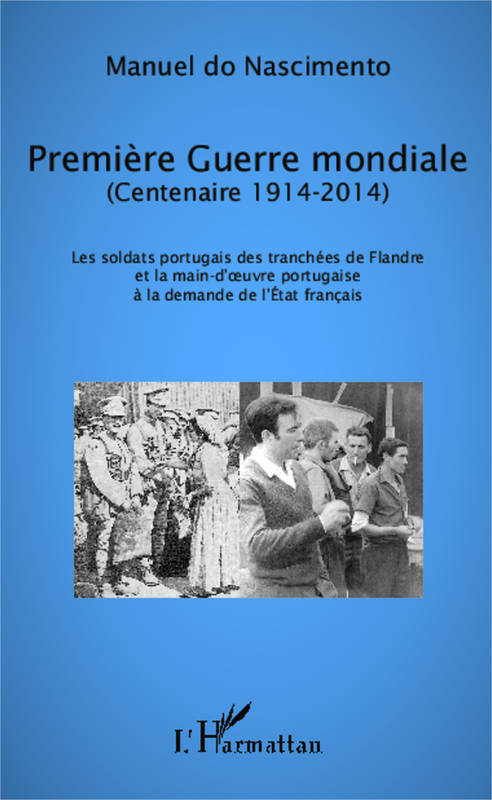 Manuel do Nascimento
Première Guerre mondiale
(Centenaire 1914-2014)
Les soldats portugais des tranchées de Flandre
et la main-d'œuvre portugaise
à la demande de l'État français
L'Harmattan